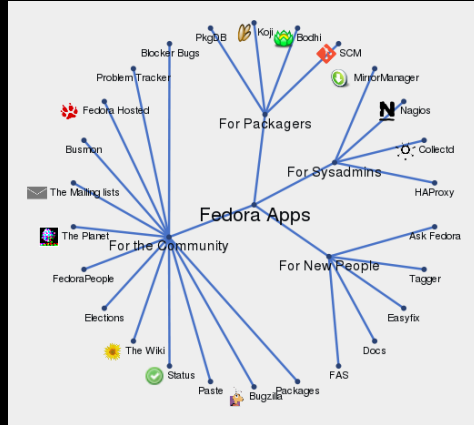 PkgDB
Koji
Bodhi
Blocker Bugs
SCM
Problem Tracker
MirrorManager
Fedora Hosted
Nagios
For Packagers
Busmon
Collectd
For Sysadmins
The Mailing lists
HAProxy
Fedora Apps
The Planet
Ask Fedora
For the Community
For New People
FedoraPeople
Tagger
Elections
Easyfix
The Wiki
Docs
Status
FAS
Paste
Bugzilla
Packages